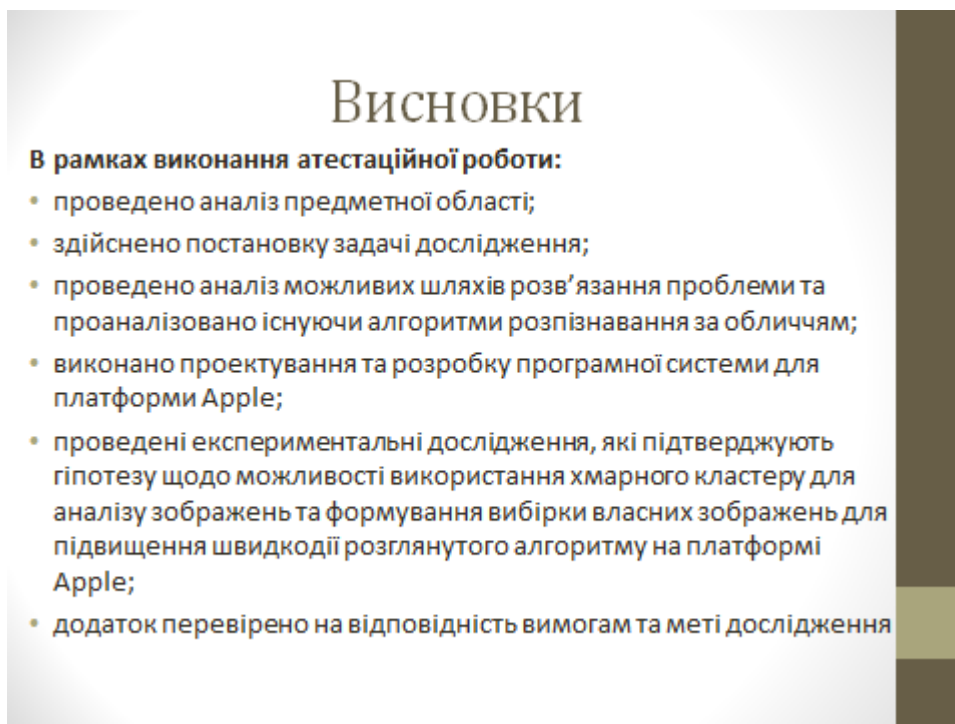 Висновки
В рамках виконання атестаційної роботи:
• проведено аналіз предметної області;
• здійснено постановку задачі дослідження;
• проведено аналіз можливих шляхів розв’язання проблеми та
проаналізовано існуючи алгоритми розпізнавання за обличчям;
• виконано проектування та розробку програмної системи для
платформи Apple;
• проведені експериментальні дослідження, які підтверджують
гіпотезу щодо можливості використання хмарного кластеру для
аналізу зображень та формування вибірки власних зображень для
підвищення швидкодії розглянутого алгоритму на платформі
Apple;
• додаток перевірено на відповідність вимогам та меті дослідження